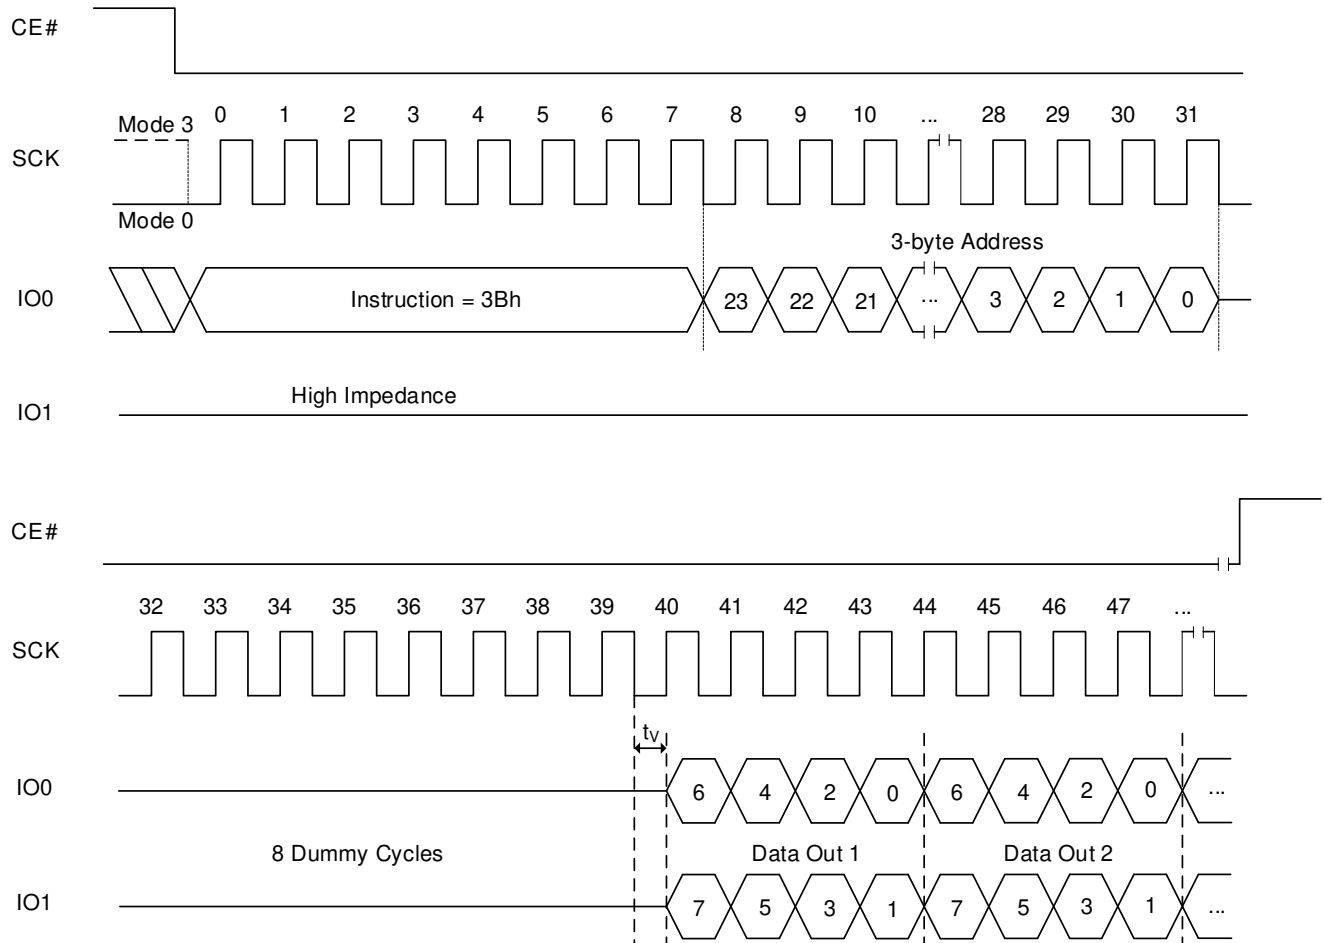 CE#
Mode 3 0 1 2 3 4 5 6 7 8 9 10 ... 28 29 30 31
SCK
Mode 0
3-byte Address
IO0 Instruction = 3Bh 23 22 21 ... 3 2 1 0
High Impedance
IO1
CE#
32 33 34 35 36 37 38 39 40 41 42 43 44 45 46 47 ...
SCK
tV
IO0 6 4 2 0 6 4 2 0 ...
8 Dummy Cycles Data Out 1 Data Out 2
IO1 7 5 3 1 7 5 3 1 ...